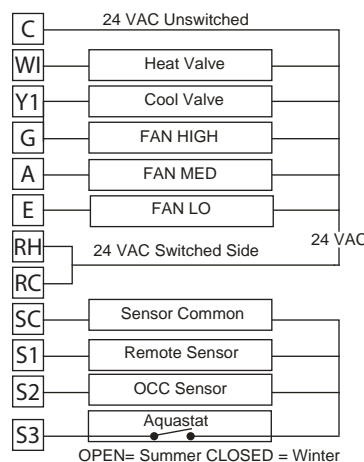 C 24 VAC Unswitched
WI Heat Valve
Y1 Cool Valve
G FAN HIGH
A FAN MED
E FAN LO
RH 24 VAC Switched Side 24 VAC
RC
SC Sensor Common
S1 Remote Sensor
S2 OCC Sensor
S3 Aquastat
OPEN= Summer CLOSED = Winter